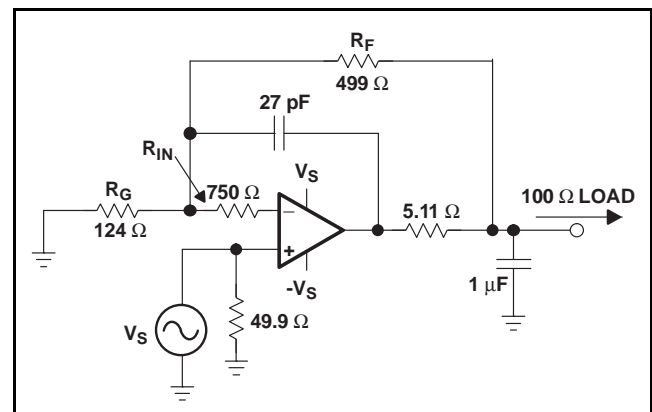 R_F
499 Ω
27 pF
R_IN
V_S
R_G
750 Ω
–
100 Ω LOAD
5.11 Ω
124 Ω
+
-V_S
1 μF
V_S
49.9 Ω